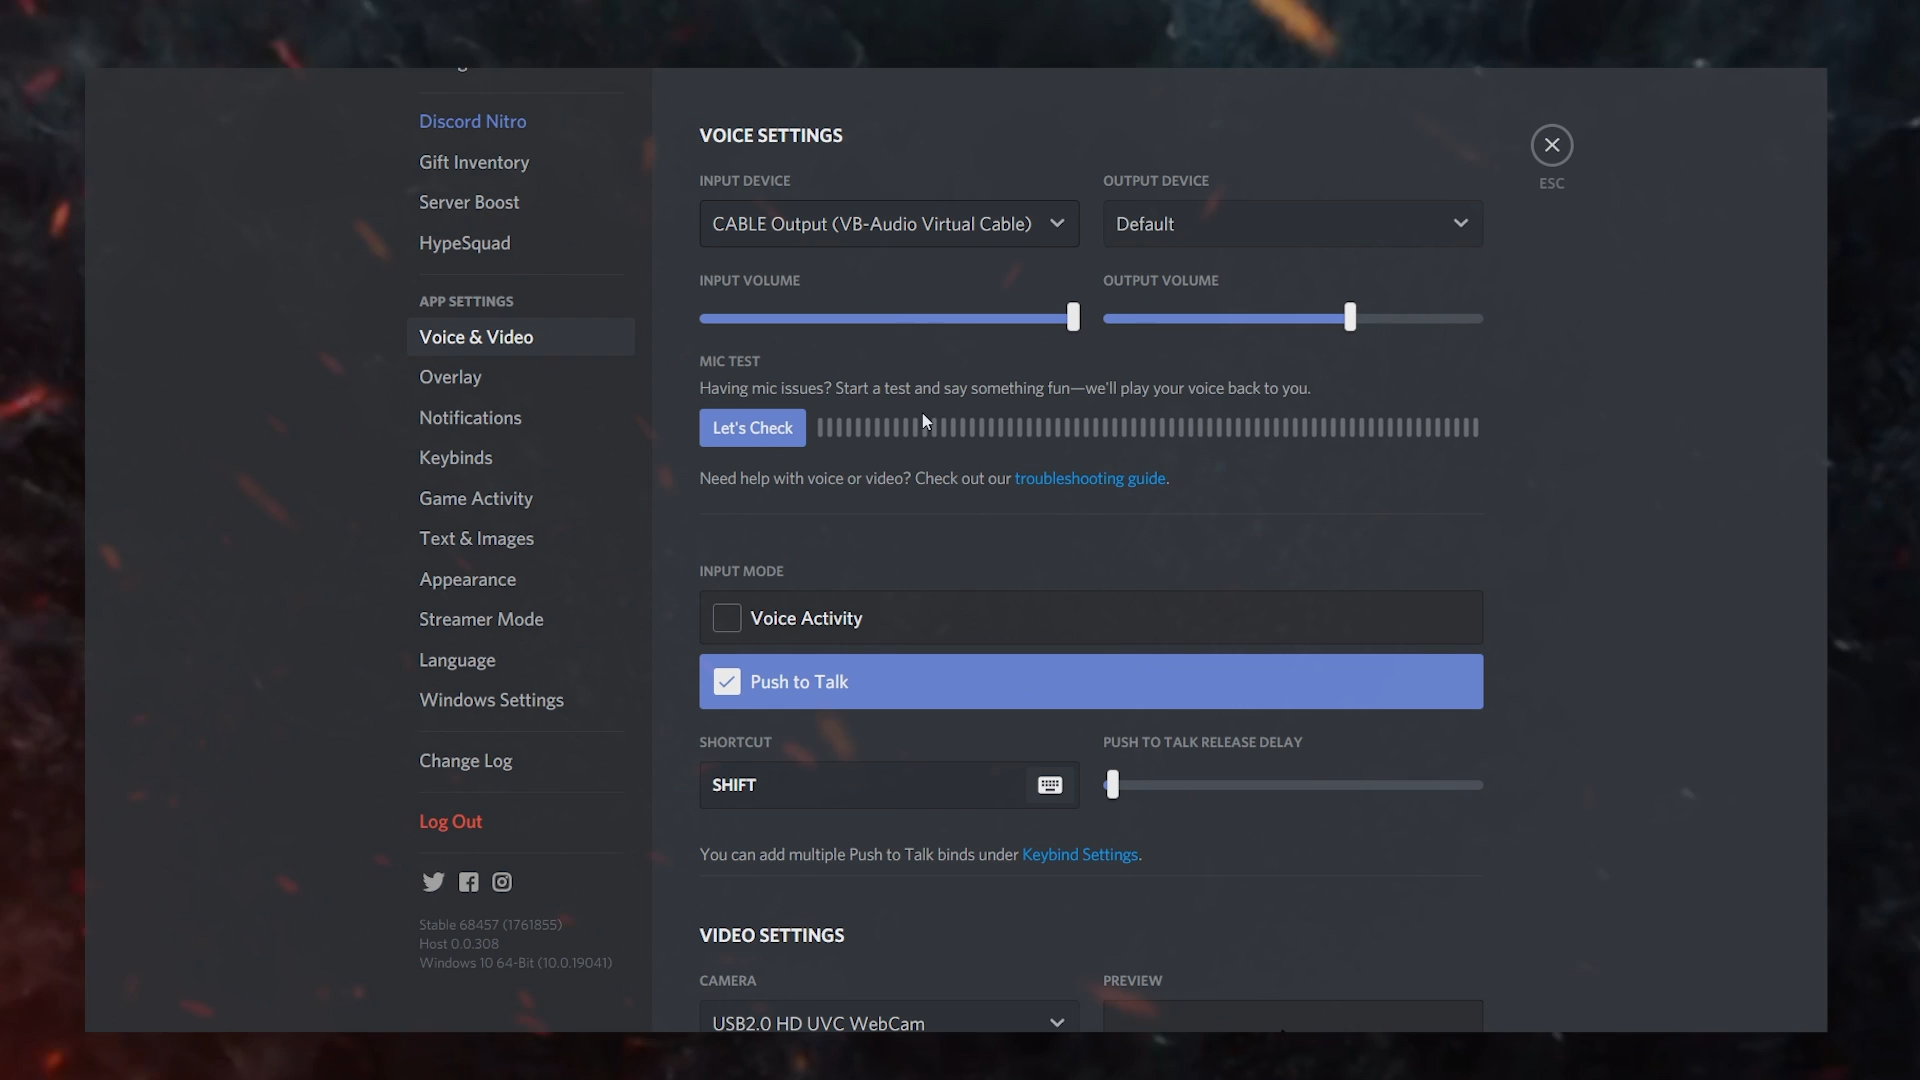 Discord Nitro
Gift Inventory
Server Boost
HypeSquad
APP SETTINGS
Voice & Video
Overlay
Notifications
Keybinds
Game Activity
Text & Images
Appearance
Streamer Mode
Language
Windows Settings
Change Log
Log Out
Stable 68457 (1761855)
Host 0.0.308
Windows 10 64-Bit (10.0.19041)
VOICE SETTINGS
INPUT DEVICE
CABLE Output (VB-Audio Virtual Cable)
OUTPUT DEVICE
Default
INPUT VOLUME
OUTPUT VOLUME
MIC TEST
Having mic issues? Start a test and say something fun—we'll play your voice back to you.
Let's Check
Need help with voice or video? Check out our troubleshooting guide.
INPUT MODE
Voice Activity
Push to Talk
SHORTCUT
SHIFT
PUSH TO TALK RELEASE DELAY
You can add multiple Push to Talk binds under Keybind Settings.
VIDEO SETTINGS
CAMERA
USB2.0 HD UVC WebCam
PREVIEW
ESC